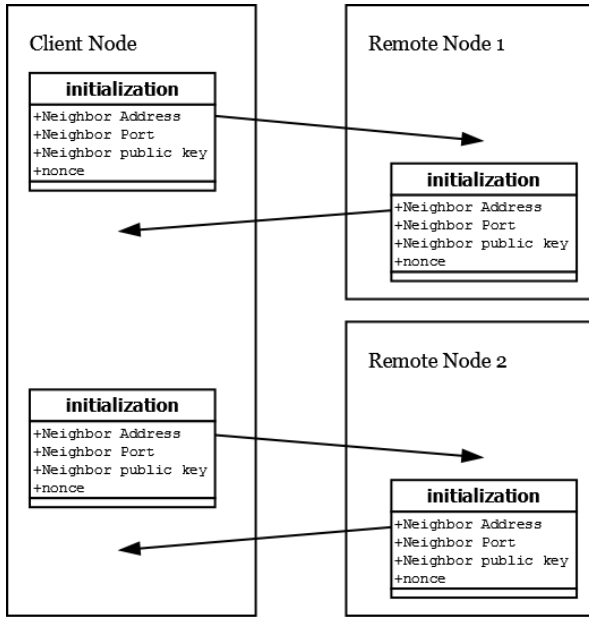 Client Node
initialization
+Neighbor Address
+Neighbor Port
+Neighbor public key
+nonce
Remote Node 1
initialization
+Neighbor Address
+Neighbor Port
+Neighbor public key
+nonce
initialization
+Neighbor Address
+Neighbor Port
+Neighbor public key
+nonce
Remote Node 2
initialization
+Neighbor Address
+Neighbor Port
+Neighbor public key
+nonce